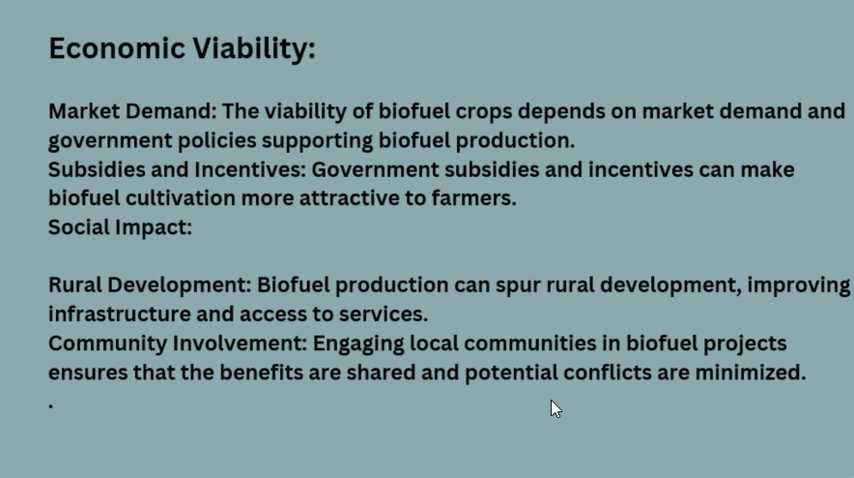 Economic Viability:
Market Demand: The viability of biofuel crops depends on market demand and
government policies supporting biofuel production.
Subsidies and Incentives: Government subsidies and incentives can make
biofuel cultivation more attractive to farmers.
Social Impact:
Rural Development: Biofuel production can spur rural development, improving
infrastructure and access to services.
Community Involvement: Engaging local communities in biofuel projects
ensures that the benefits are shared and potential conflicts are minimized.
.